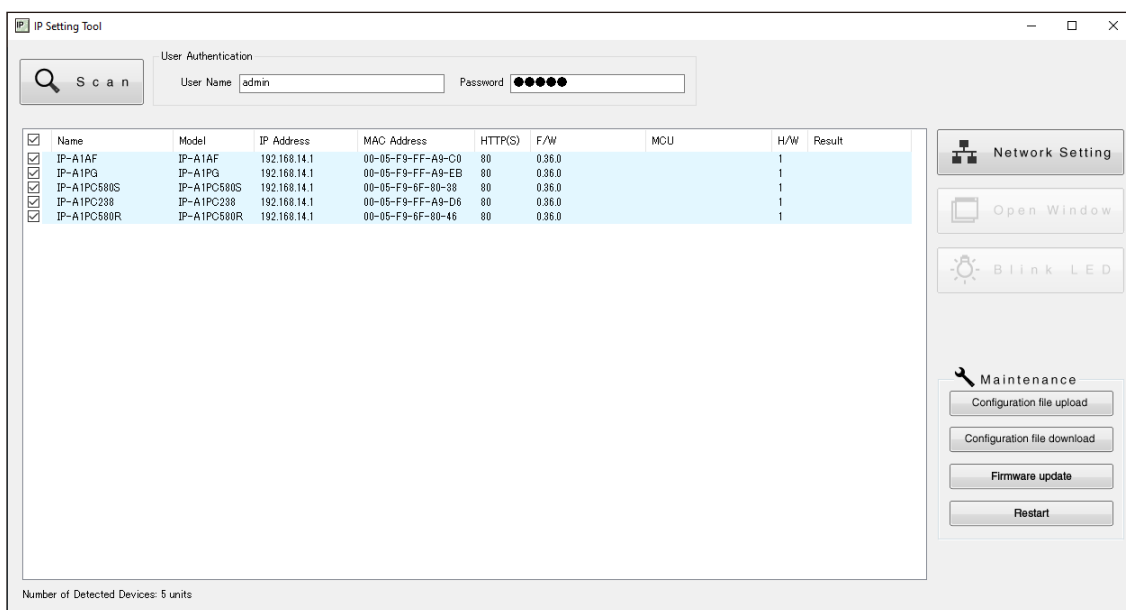 IP Setting Tool
Scan
User Authentication
User Name admin Password ●●●●●
Name Model IP Address MAC Address HTTP(S) F/W MCU H/W Result
IP-A1AF IP-A1AF 192.168.14.1 00-05-F9-FF-A9-C0 80 0.36.0 1
IP-A1PG IP-A1PG 192.168.14.1 00-05-F9-FF-A9-EB 80 0.36.0 1
IP-A1PC580S IP-A1PC580S 192.168.14.1 00-05-F9-6F-80-38 80 0.36.0 1
IP-A1PC238 IP-A1PC238 192.168.14.1 00-05-F9-FF-A9-D6 80 0.36.0 1
IP-A1PC580R IP-A1PC580R 192.168.14.1 00-05-F9-6F-80-46 80 0.36.0 1
Network Setting
Open Window
Blink LED
Maintenance
Configuration file upload
Configuration file download
Firmware update
Restart
Number of Detected Devices: 5 units